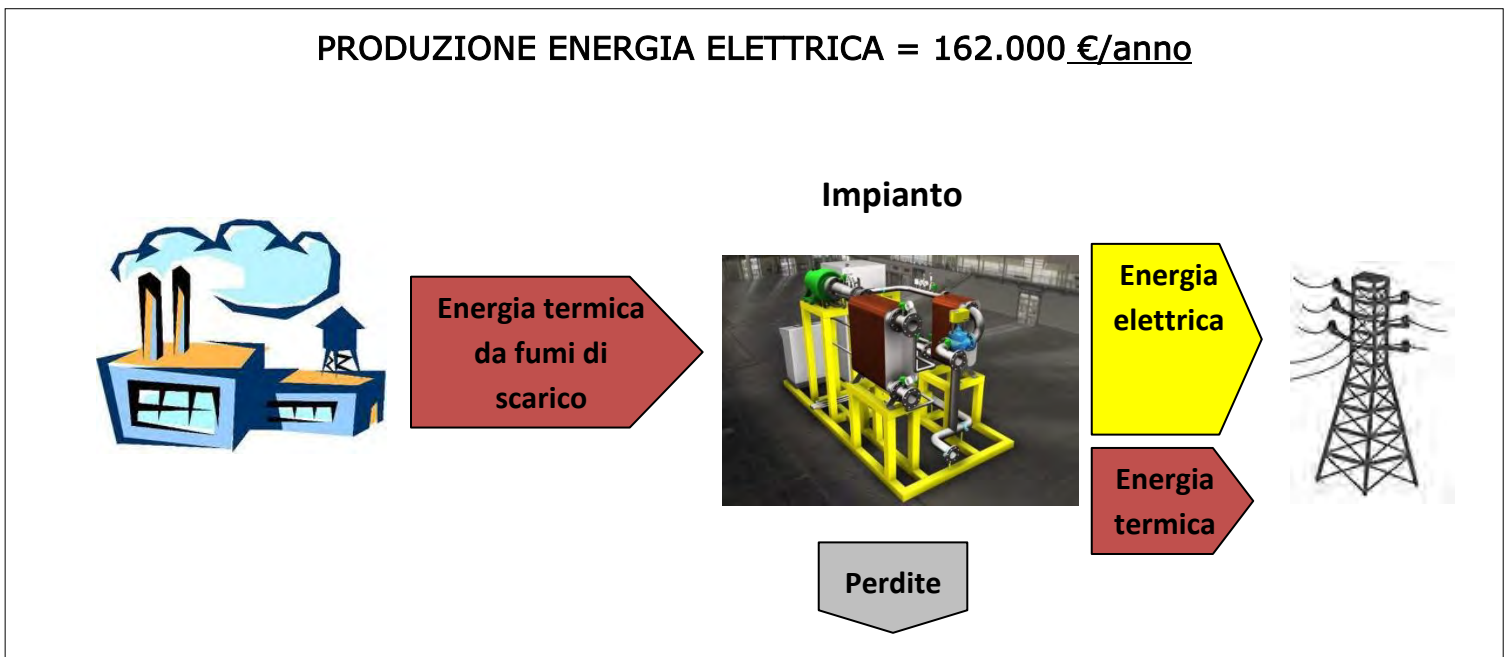 PRODUZIONE ENERGIA ELETTRICA = 162.000 €/anno
Impianto
Energia termica
da fumi di
scarico
Energia
elettrica
Energia
termica
Perdite